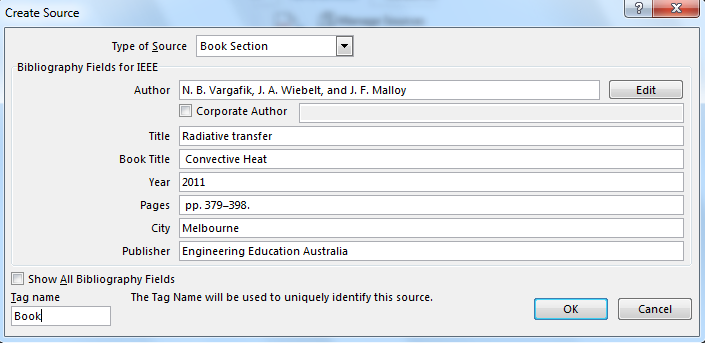 Create Source
?
Type of Source Book Section
Bibliography Fields for IEEE
Author N. B. Vargafik, J. A. Wiebelt, and J. F. Malloy Edit
Corporate Author
Title Radiative transfer
Book Title Convective Heat
Year 2011
Pages pp. 379–398.
City Melbourne
Publisher Engineering Education Australia
Show All Bibliography Fields
Tag name The Tag Name will be used to uniquely identify this source.
Book OK Cancel